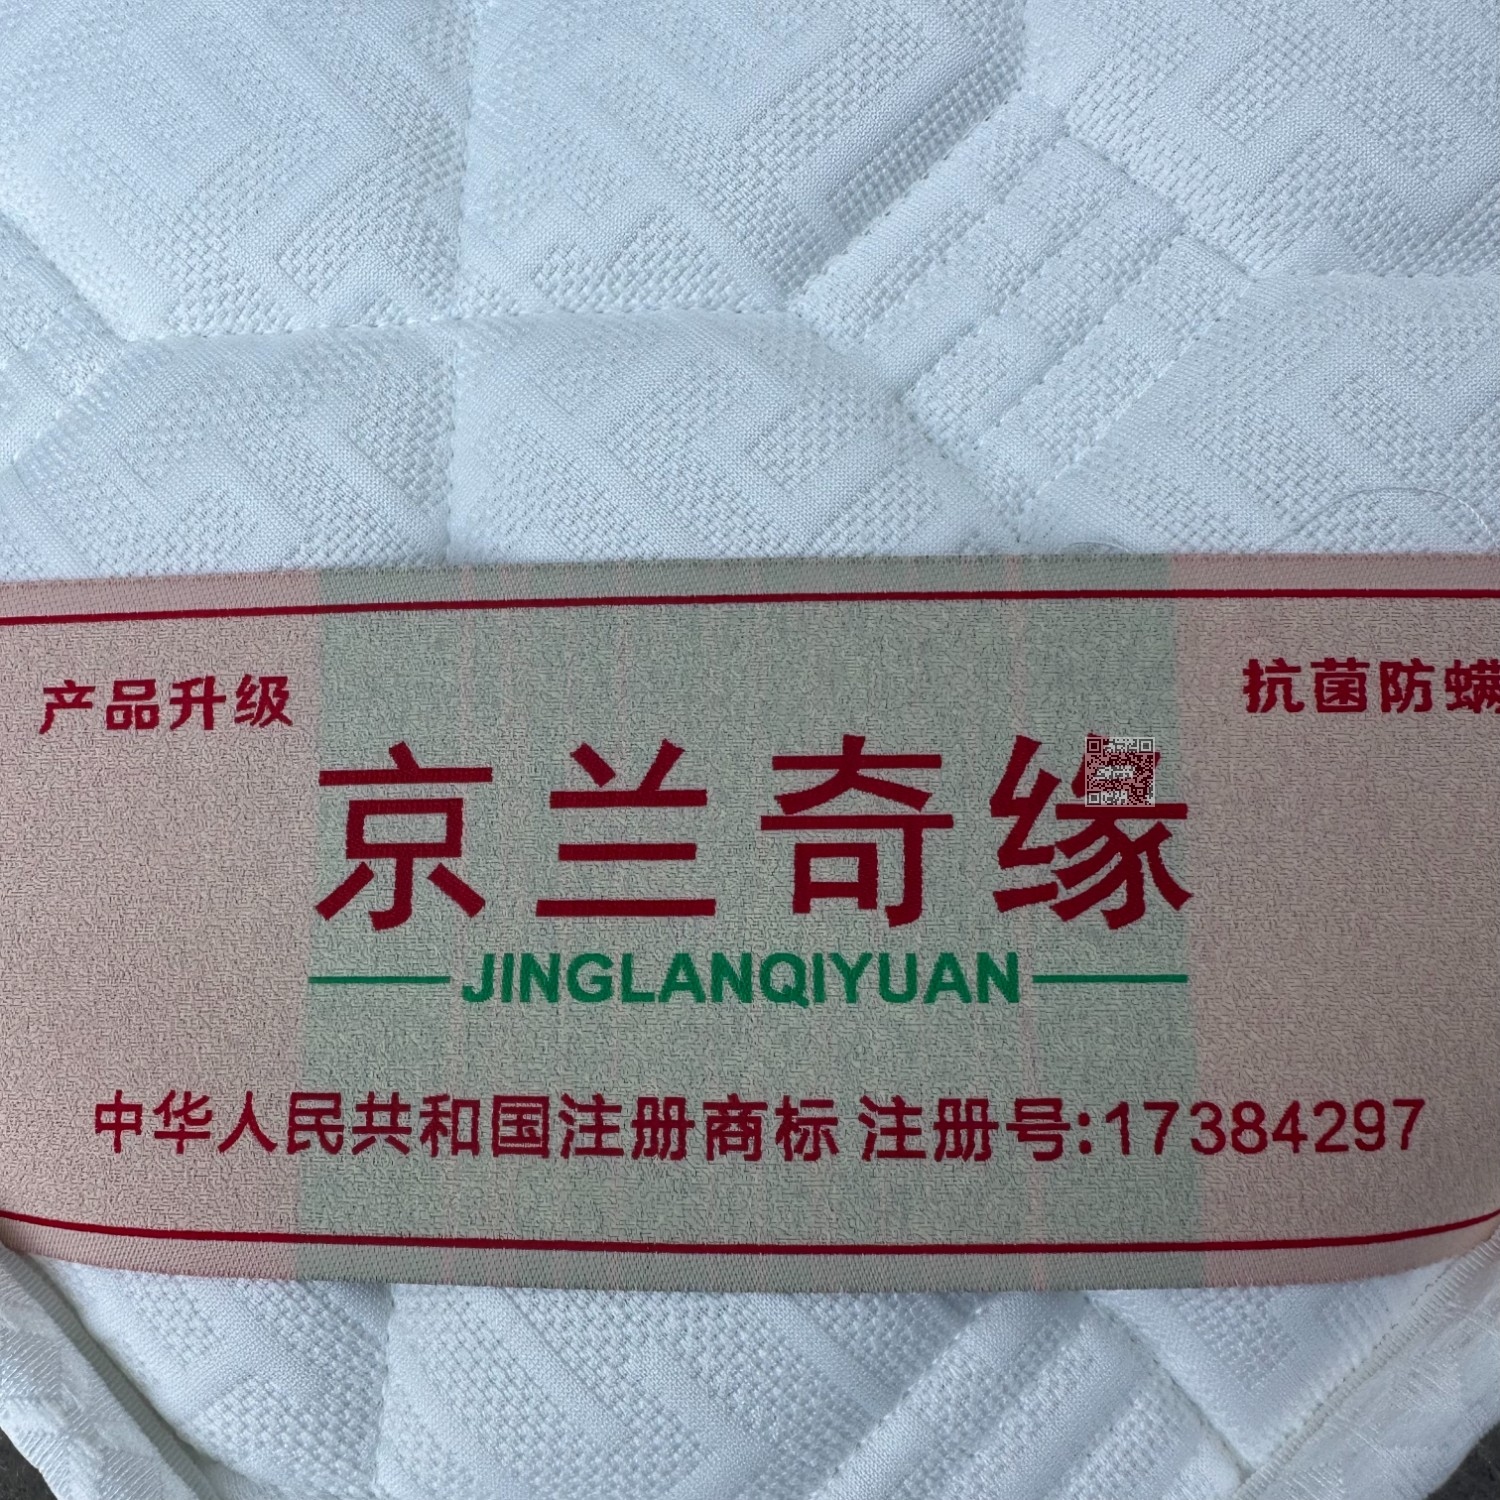 产品升级
抗菌防螨
京兰奇缘
JINGLANQIYUAN
中华人民共和国注册商标 注册号:17384297